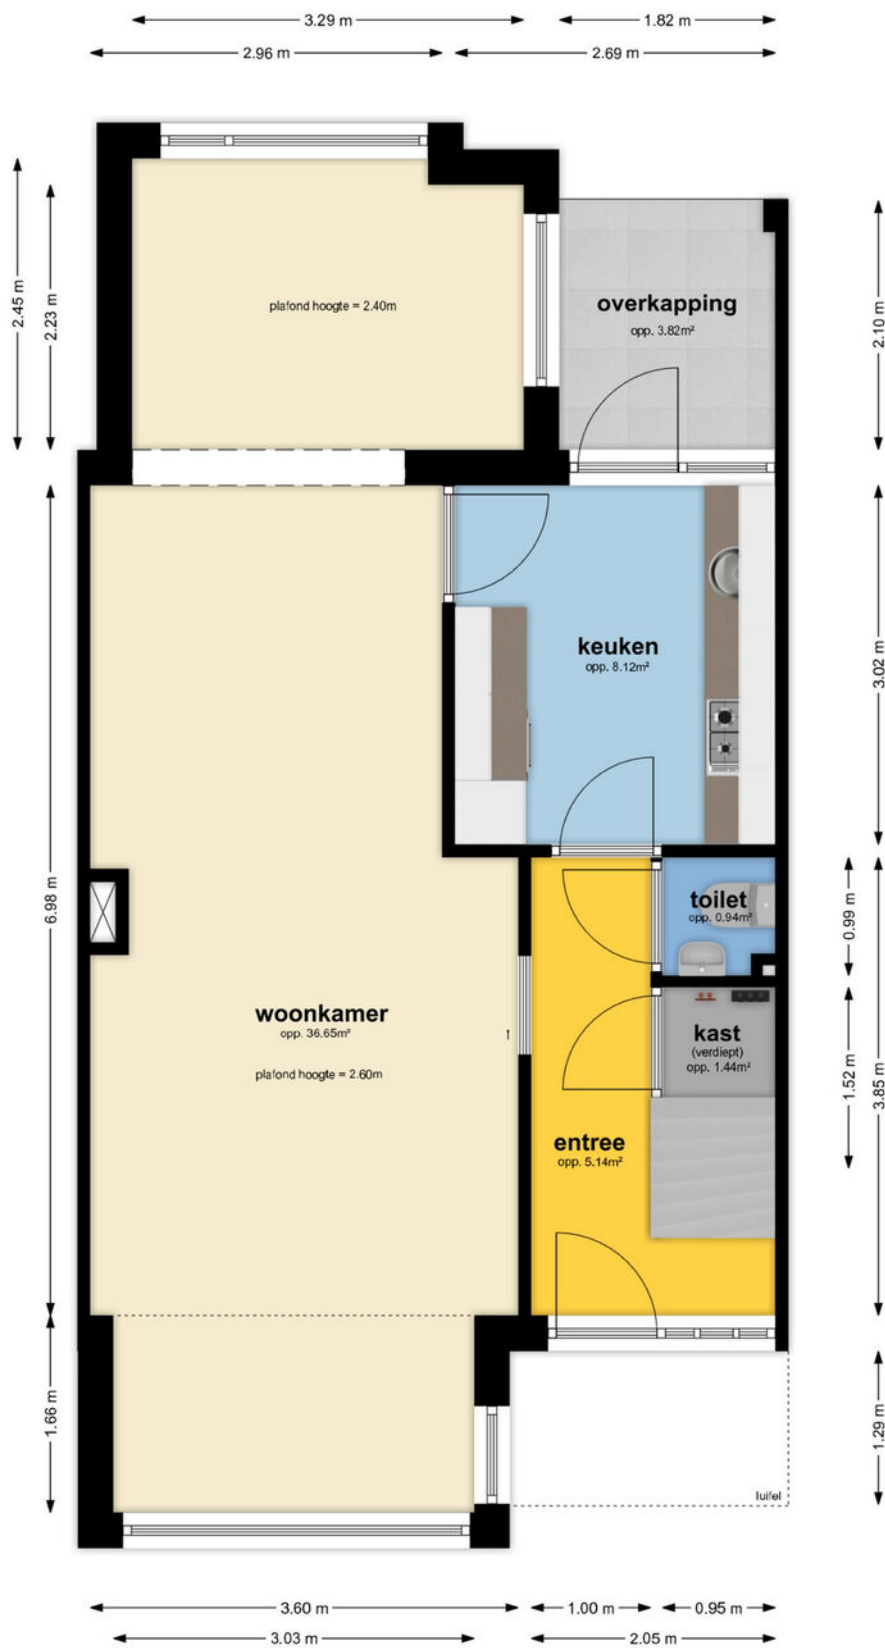 3.29 m
1.82 m
2.96 m
2.69 m
2.45 m
2.23 m
2.10 m
plafond hoogte = 2.40m
overkapping
opp. 3.82m²
keuken
opp. 8.12m²
3.02 m
6.98 m
toilet
opp. 0.94m²
0.99 m
woonkamer
opp. 36.65m²
plafond hoogte = 2.60m
kast
(verdiept)
opp. 1.44m²
1.52 m
3.85 m
entree
opp. 5.14m²
1.66 m
1.29 m
luifel
3.60 m
1.00 m
0.95 m
3.03 m
2.05 m